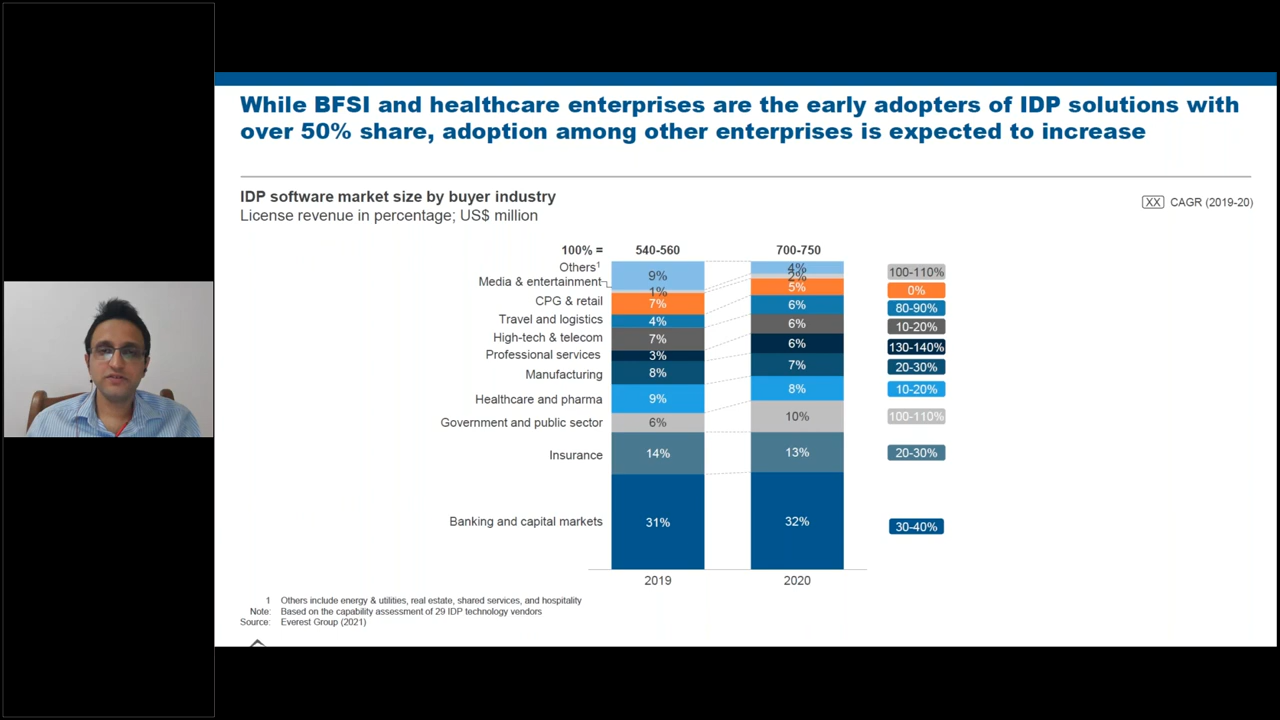 While BFSI and healthcare enterprises are the early adopters of IDP solutions with
over 50% share, adoption among other enterprises is expected to increase
IDP software market size by buyer industry
License revenue in percentage; US$ million
XX CAGR (2019-20)
100% = 540-560 700-750
Others1 9% 4% 100-110%
Media & entertainment 1% 2%
CPG & retail 7% 5% 0%
Travel and logistics 4% 6% 80-90%
High-tech & telecom 7% 6% 10-20%
Professional services 3% 6% 130-140%
Manufacturing 8% 7% 20-30%
Healthcare and pharma 9% 8% 10-20%
Government and public sector 6% 10% 100-110%
Insurance 14% 13% 20-30%
Banking and capital markets 31% 32% 30-40%
2019 2020
1 Others include energy & utilities, real estate, shared services, and hospitality
Note: Based on the capability assessment of 29 IDP technology vendors
Source: Everest Group (2021)